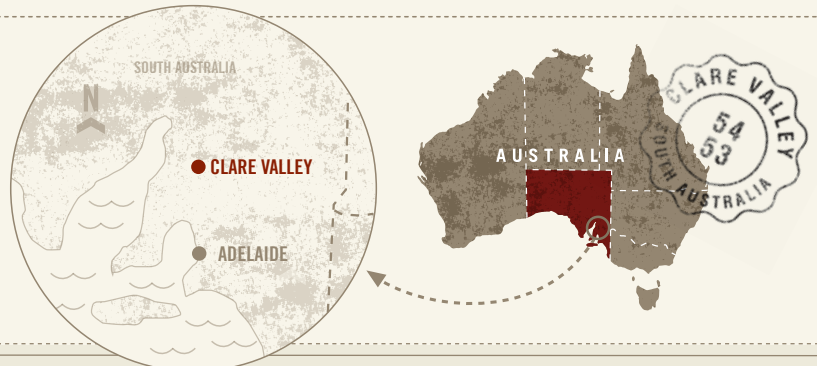 SOUTH AUSTRALIA
N
CLARE VALLEY
ADELAIDE
AUSTRALIA
CLARE VALLEY
54
53
SOUTH AUSTRALIA